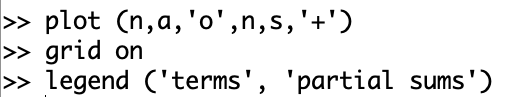 >> plot (n,a,'o',n,s,'+')
>> grid on
>> legend ('terms', 'partial sums')